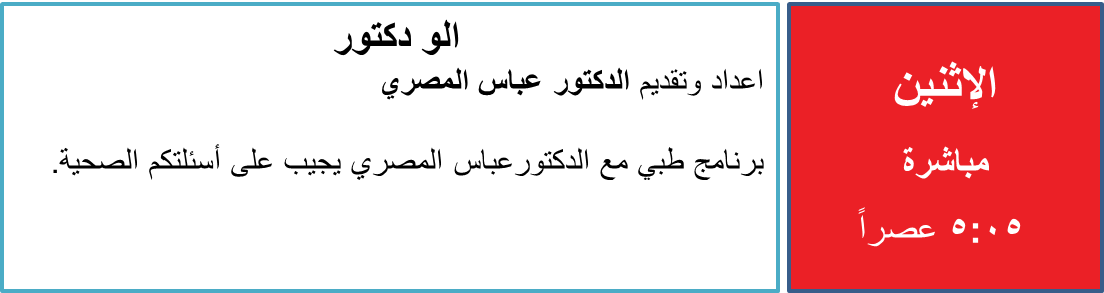 الإثنين
مباشرة
٥:٠٥ عصراً
الو دكتور
اعداد وتقديم الدكتور عباس المصري
برنامج طبي مع الدكتورعباس المصري يجيب على أسئلتكم الصحية.